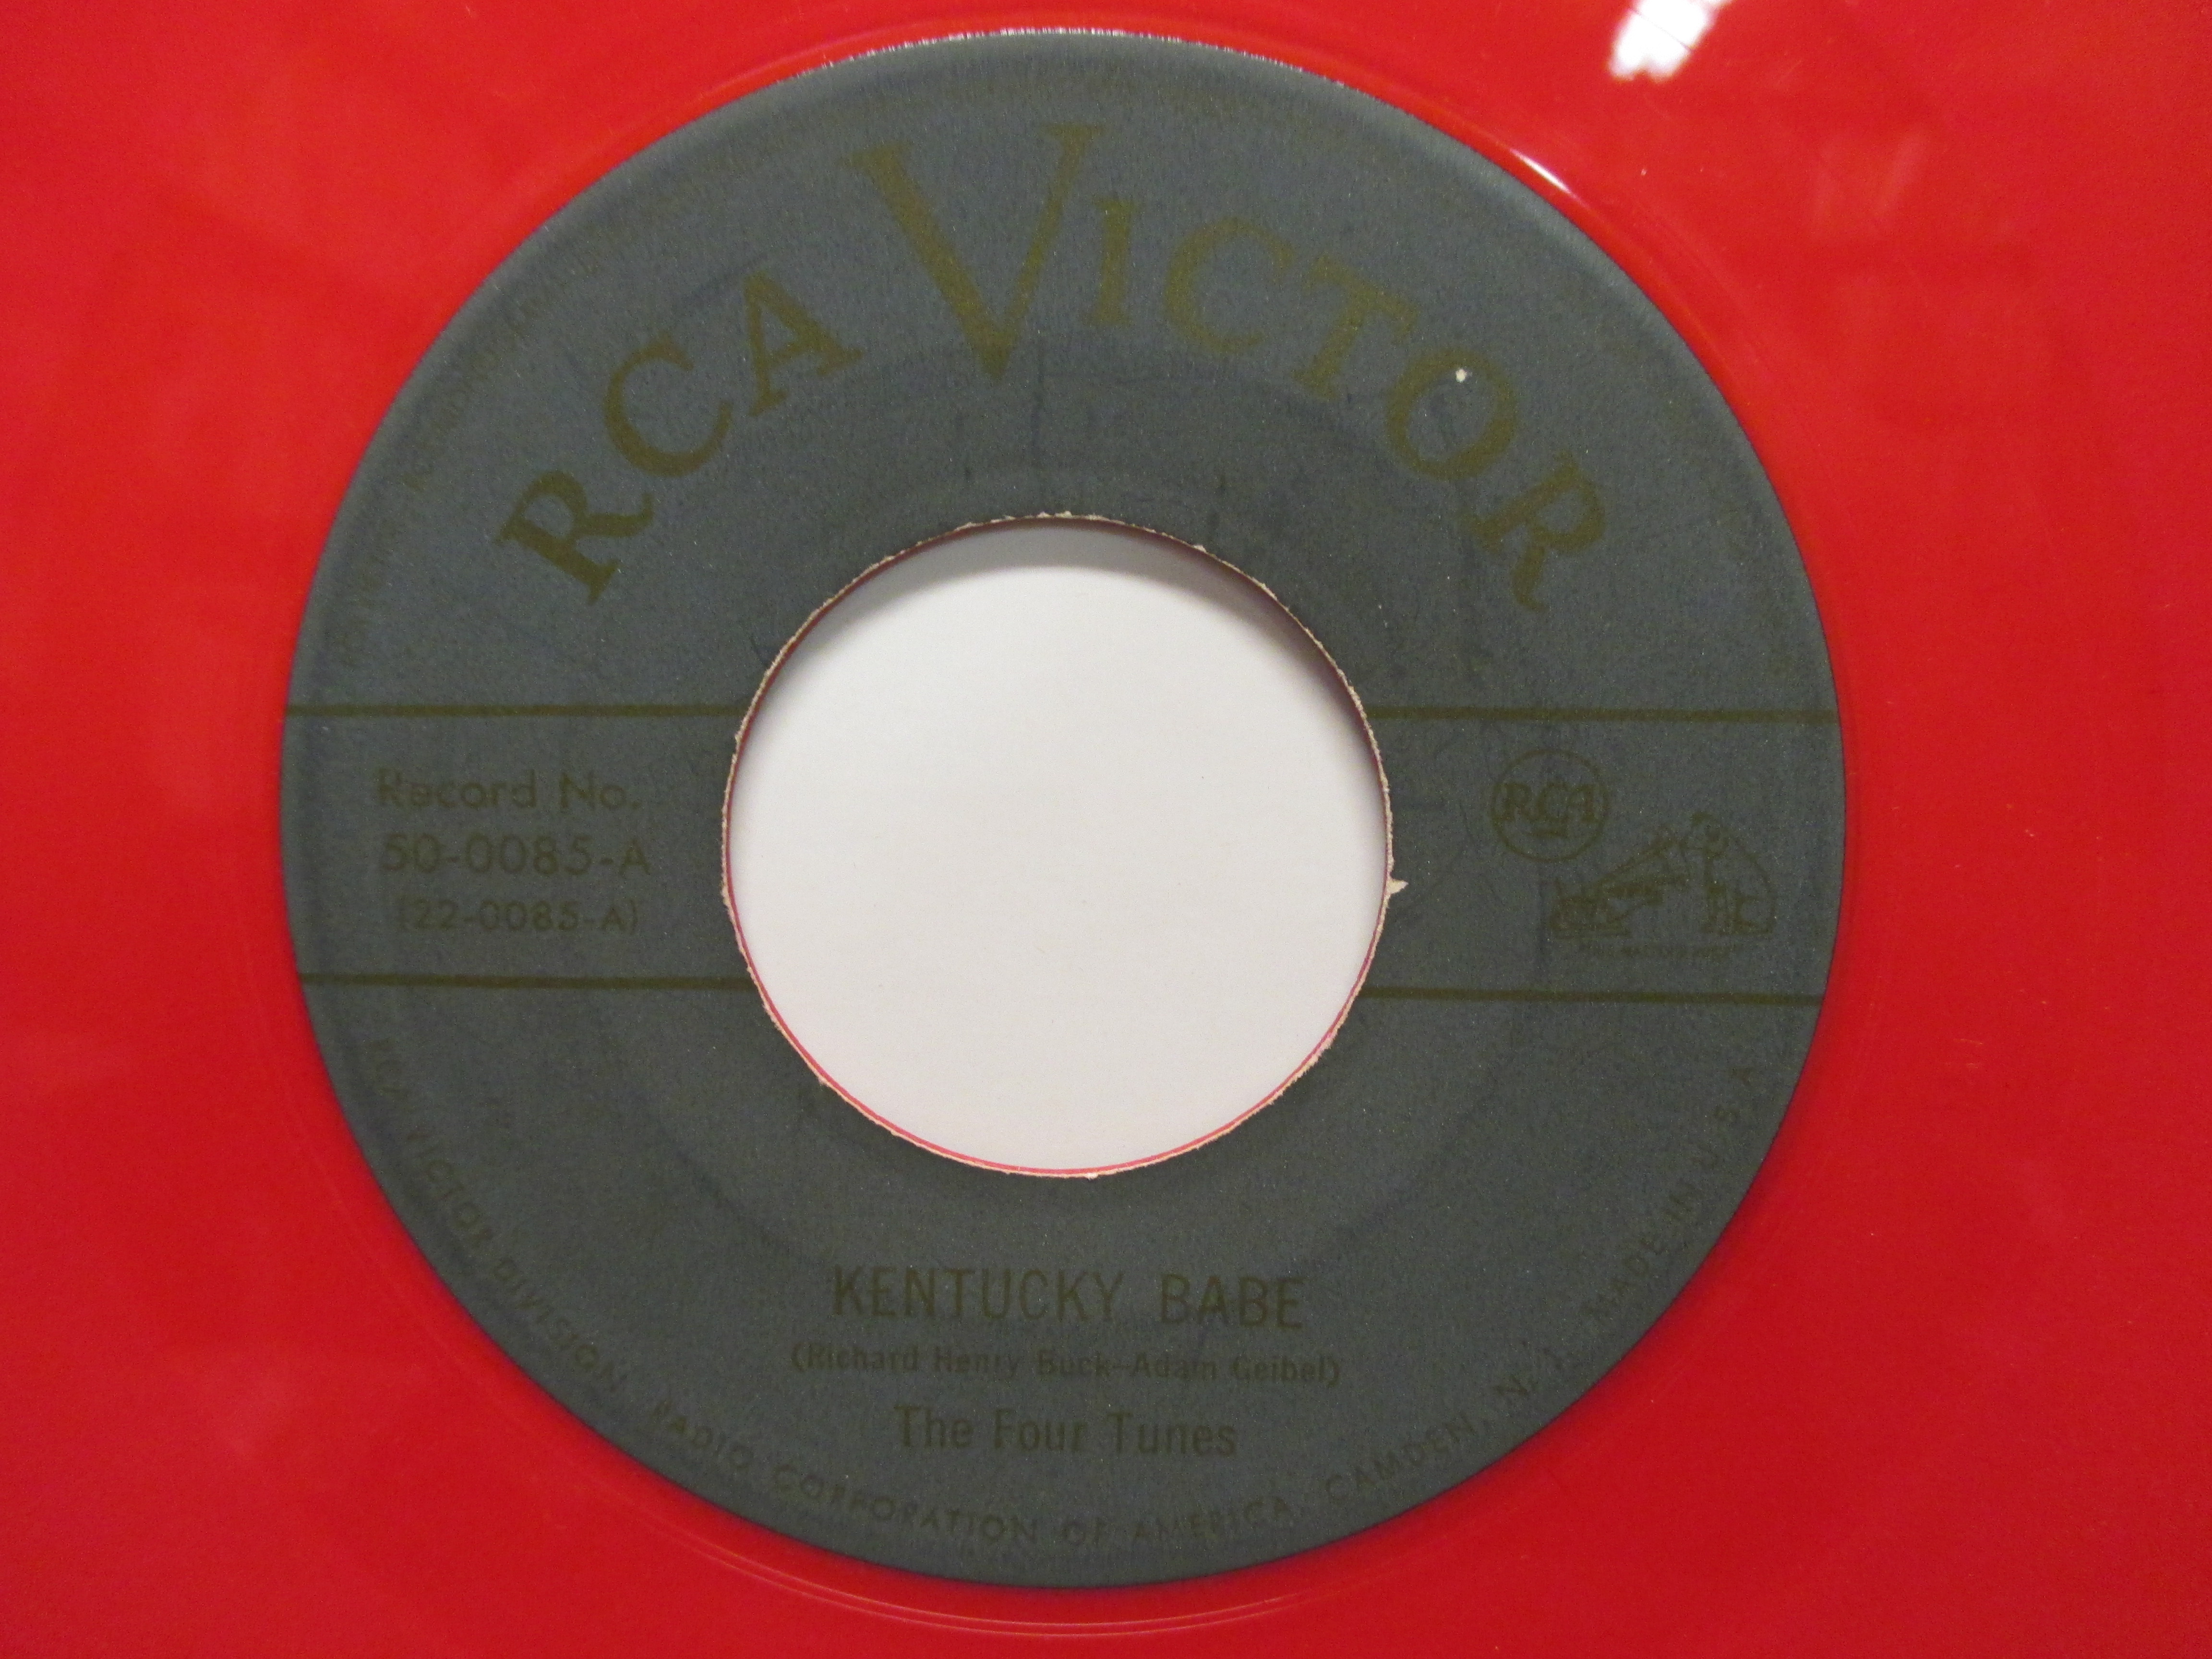 RCA VICTOR
Record No.
50-0085-A
(22-0085-A)
RCA
KENTUCKY BABE
(Richard Henry Buck-Adam Geibel)
The Four Tunes
RCA VICTOR DIVISION, RADIO CORPORATION OF AMERICA, CAMDEN, N. J. MADE IN U. S. A.